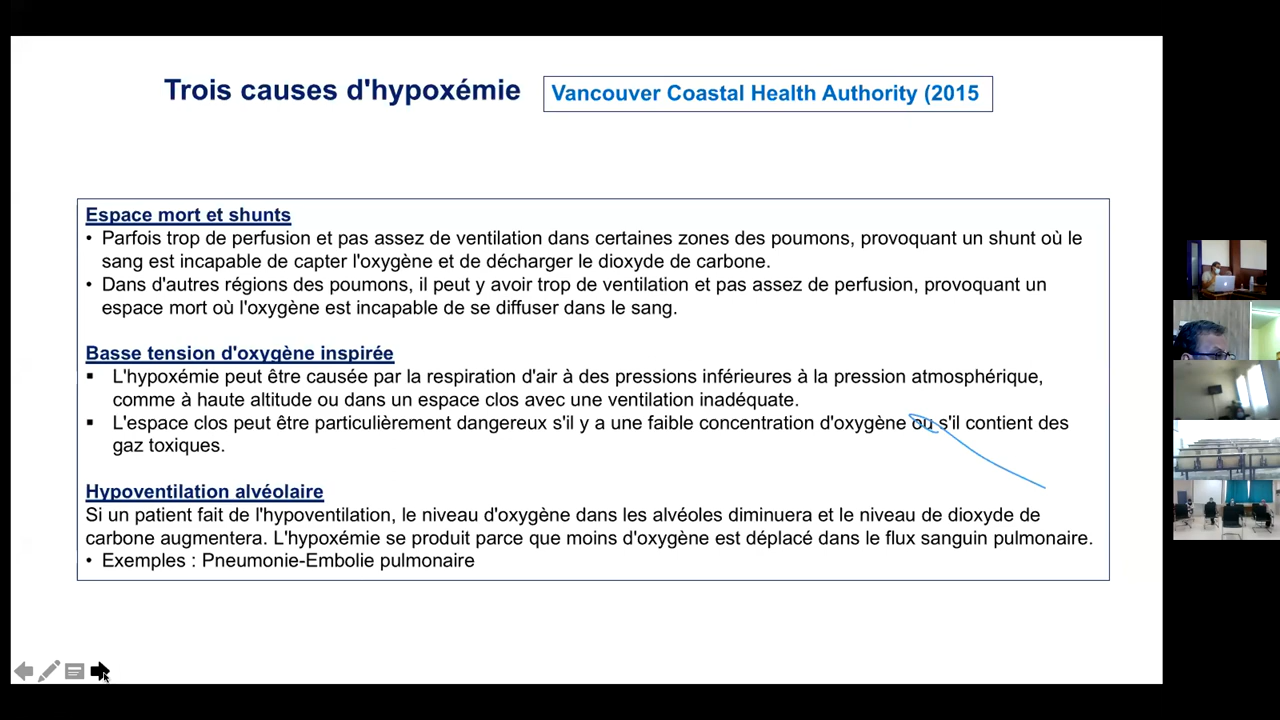 Trois causes d'hypoxémie
Vancouver Coastal Health Authority (2015
Espace mort et shunts
• Parfois trop de perfusion et pas assez de ventilation dans certaines zones des poumons, provoquant un shunt où le
sang est incapable de capter l'oxygène et de décharger le dioxyde de carbone.
• Dans d'autres régions des poumons, il peut y avoir trop de ventilation et pas assez de perfusion, provoquant un
espace mort où l'oxygène est incapable de se diffuser dans le sang.
Basse tension d'oxygène inspirée
▪ L'hypoxémie peut être causée par la respiration d'air à des pressions inférieures à la pression atmosphérique,
comme à haute altitude ou dans un espace clos avec une ventilation inadéquate.
▪ L'espace clos peut être particulièrement dangereux s'il y a une faible concentration d'oxygène ou s'il contient des
gaz toxiques.
Hypoventilation alvéolaire
Si un patient fait de l'hypoventilation, le niveau d'oxygène dans les alvéoles diminuera et le niveau de dioxyde de
carbone augmentera. L'hypoxémie se produit parce que moins d'oxygène est déplacé dans le flux sanguin pulmonaire.
• Exemples : Pneumonie-Embolie pulmonaire